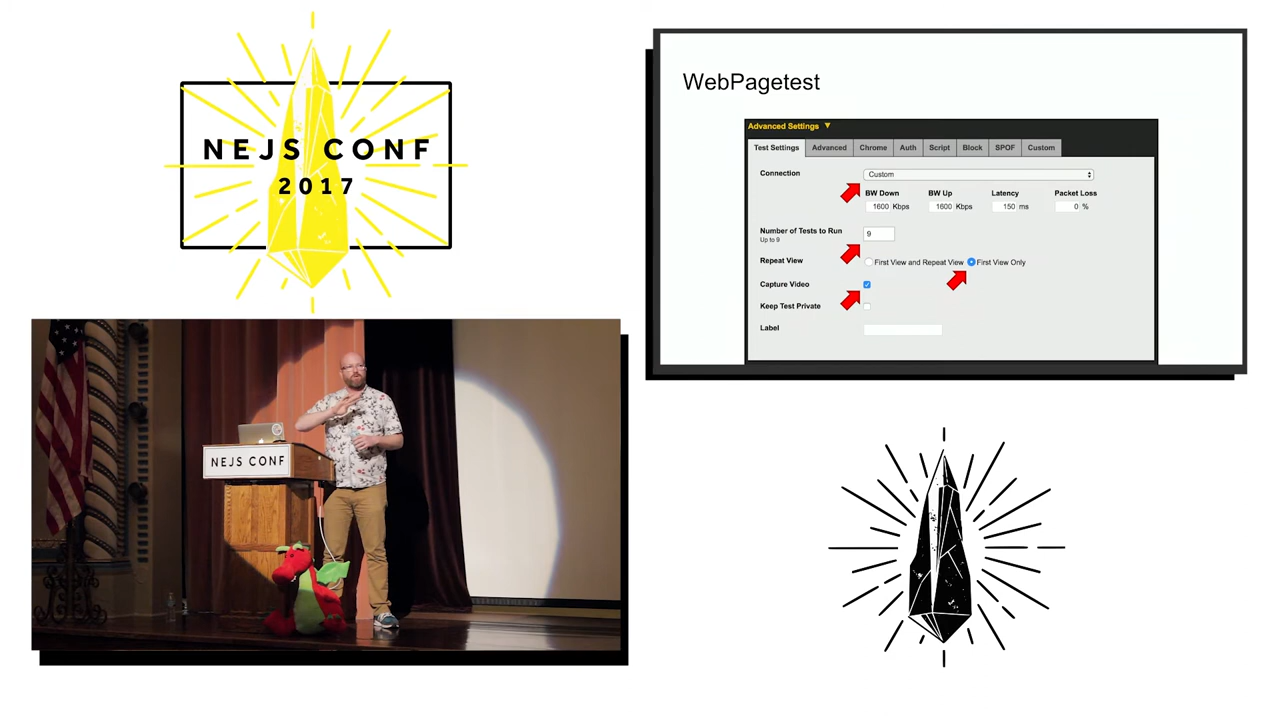 NEJS CONF
2017
NEJS CONF
WebPagetest
Advanced Settings ▼
Test Settings Advanced Chrome Auth Script Block SPOF Custom
Connection Custom
BW Down BW Up Latency Packet Loss
1600 Kbps 1600 Kbps 150 ms 0 %
Number of Tests to Run 9
Up to 9
Repeat View First View and Repeat View First View Only
Capture Video
Keep Test Private
Label